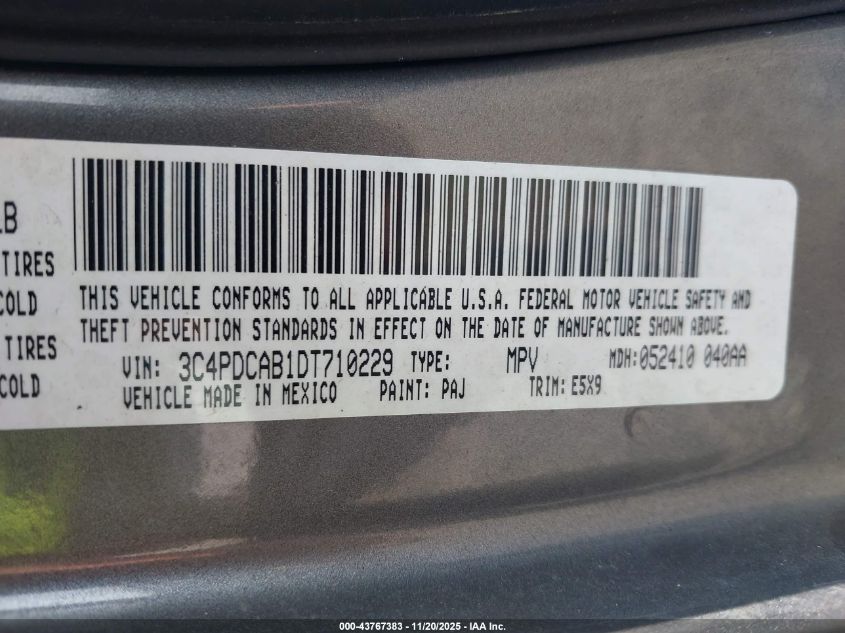 LB
TIRES
COLD
TIRES
COLD
THIS VEHICLE CONFORMS TO ALL APPLICABLE U.S.A. FEDERAL MOTOR VEHICLE SAFETY AND
THEFT PREVENTION STANDARDS IN EFFECT ON THE DATE OF MANUFACTURE SHOWN ABOVE.
VIN: 3C4PDCAB1DT710229 TYPE: MPV MDH:052410 040AA
VEHICLE MADE IN MEXICO PAINT: PAJ TRIM: E5X9
000-43767383 | 11/20/2025 - IAA Inc.